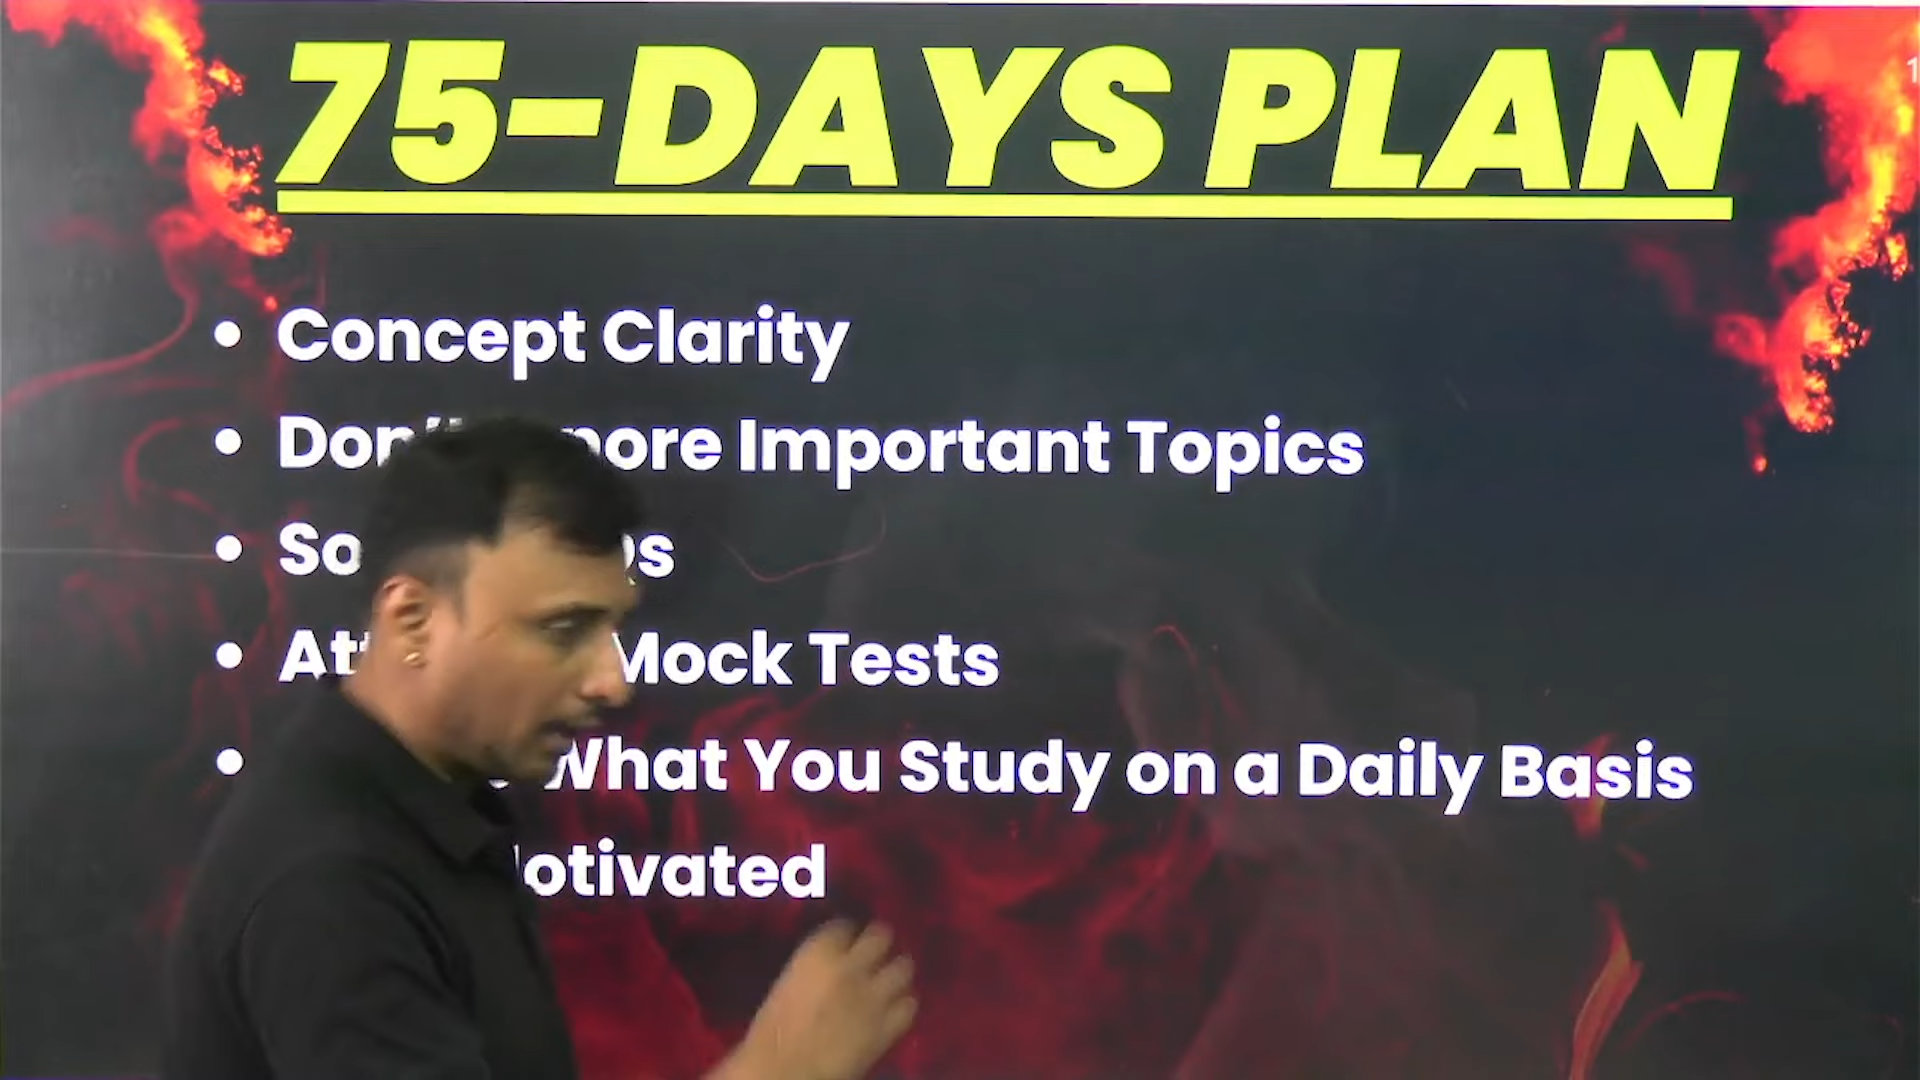 75-DAYS PLAN
• Concept Clarity
• Important Topics
•
• Mock Tests
• What You Study on a Daily Basis